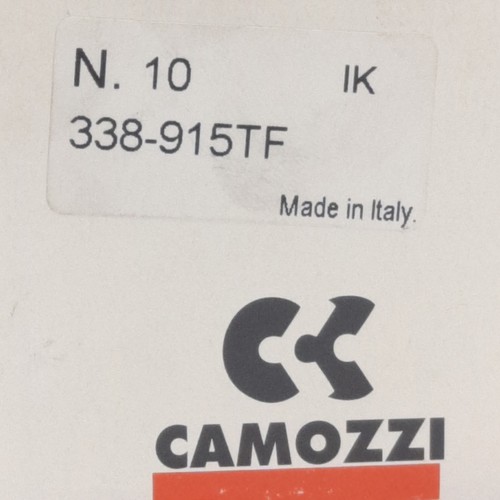 N. 10 IK
338-915TF
Made in Italy.
CAMOZZI